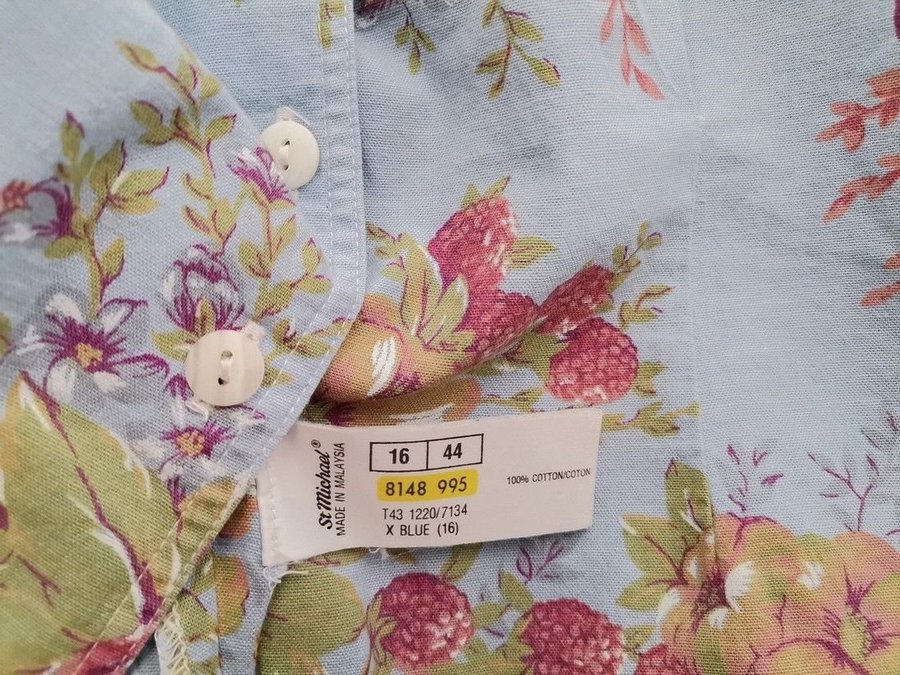 St Michael®
MADE IN MALAYSIA
16 44
8148 995
T43 1220/7134
X BLUE (16)
100% COTTON/COTON